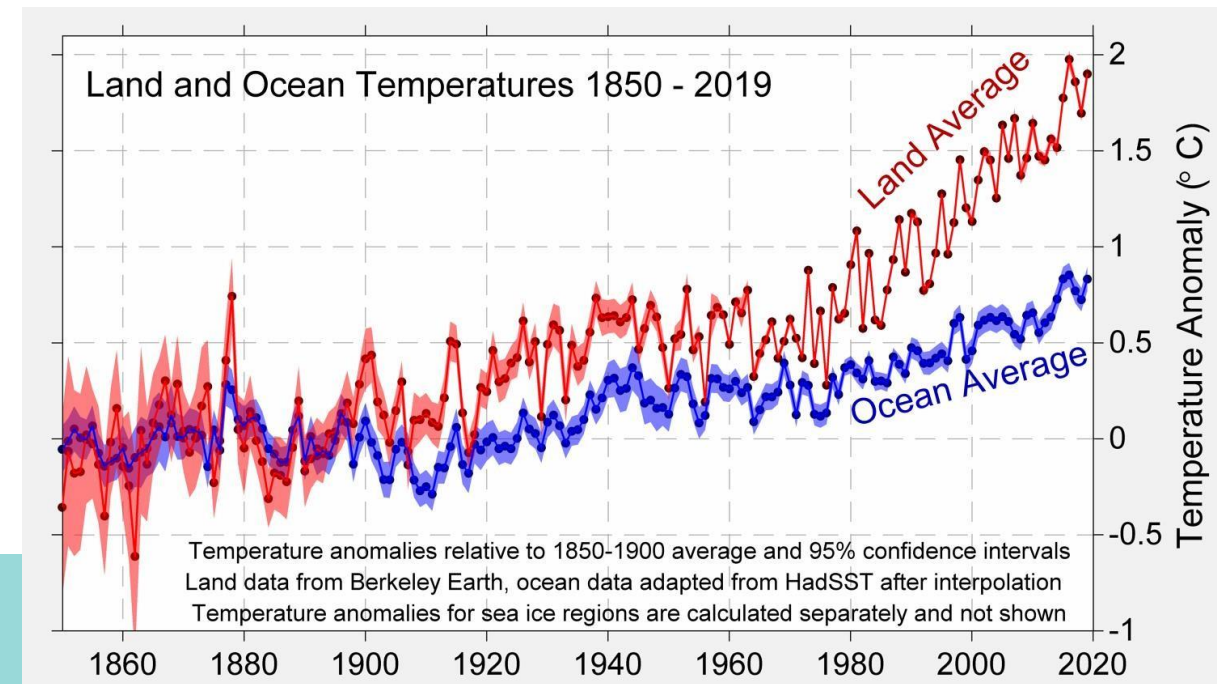 Land and Ocean Temperatures 1850 - 2019
Land Average
Ocean Average
Temperature anomalies relative to 1850-1900 average and 95% confidence intervals
Land data from Berkeley Earth, ocean data adapted from HadSST after interpolation
Temperature anomalies for sea ice regions are calculated separately and not shown
2
1.5
1
0.5
0
-0.5
-1
Temperature Anomaly (° C)
1860 1880 1900 1920 1940 1960 1980 2000 2020